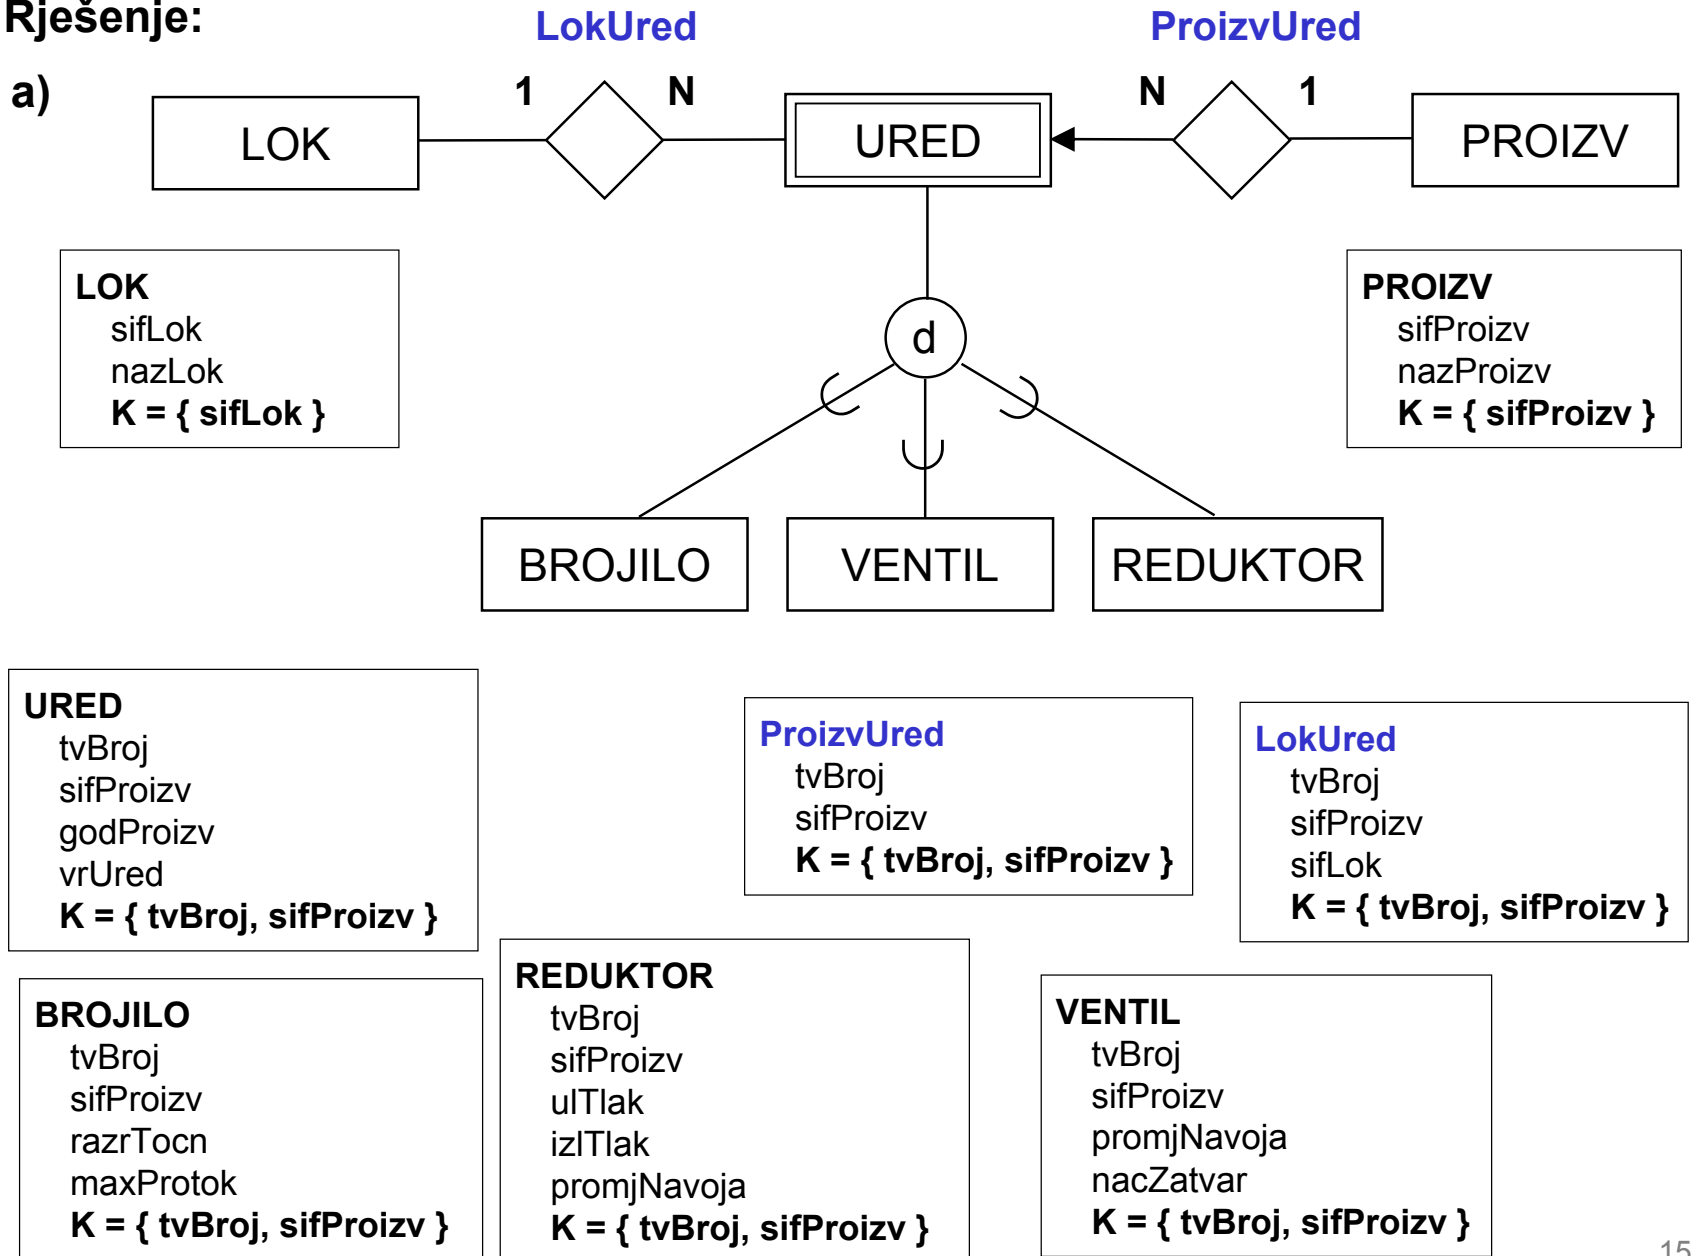 Rješenje:
LokUred
ProizvUred
a)
1
N
N
1
LOK
URED
PROIZV
LOK
sifLok
nazLok
K = { sifLok }
PROIZV
sifProizv
nazProizv
K = { sifProizv }
d
BROJILO
VENTIL
REDUKTOR
URED
tvBroj
sifProizv
godProizv
vrUred
K = { tvBroj, sifProizv }
ProizvUred
tvBroj
sifProizv
K = { tvBroj, sifProizv }
LokUred
tvBroj
sifProizv
sifLok
K = { tvBroj, sifProizv }
BROJILO
tvBroj
sifProizv
razrTocn
maxProtok
K = { tvBroj, sifProizv }
REDUKTOR
tvBroj
sifProizv
ulTlak
izlTlak
promjNavoja
K = { tvBroj, sifProizv }
VENTIL
tvBroj
sifProizv
promjNavoja
nacZatvar
K = { tvBroj, sifProizv }
15